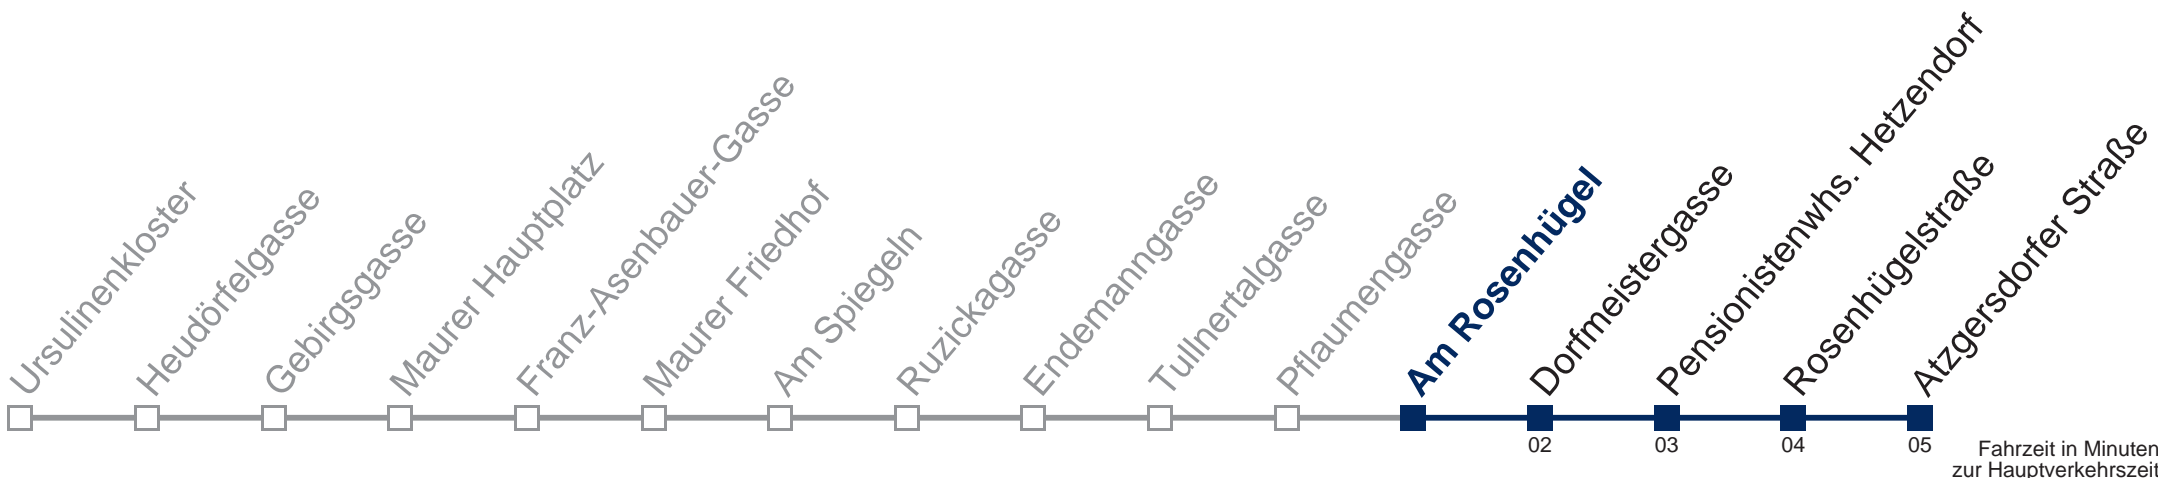 Ursulinenkloster
Heudörfelgasse
Gebirgsgasse
Maurer Hauptplatz
Franz-Asenbauer-Gasse
Maurer Friedhof
Am Spiegeln
Ruzickagasse
Endemanngasse
Tullnertalgasse
Pflaumengasse
Am Rosenhügel
Dorfmeistergasse
Pensionistenwhs. Hetzendorf
Rosenhügelstraße
Atzgersdorfer Straße
02
03
04
05
Fahrzeit in Minuten
zur Hauptverkehrszeit